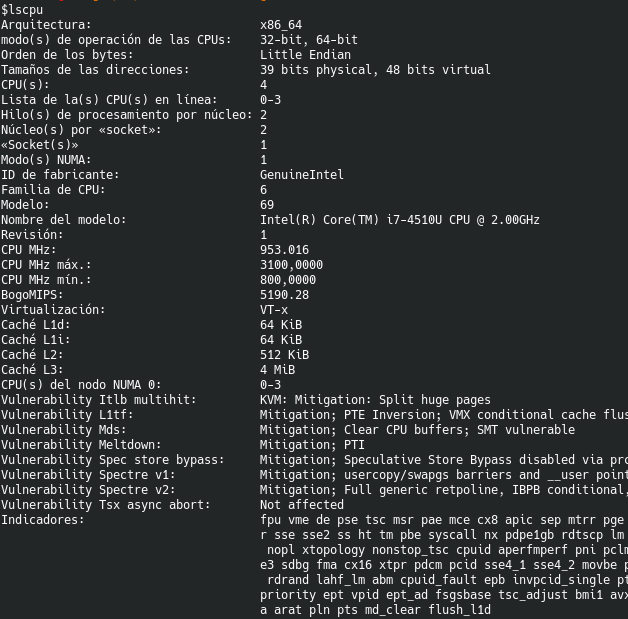 $lscpu
Arquitectura: x86_64
modo(s) de operación de las CPUs: 32-bit, 64-bit
Orden de los bytes: Little Endian
Tamaños de las direcciones: 39 bits physical, 48 bits virtual
CPU(s): 4
Lista de la(s) CPU(s) en línea: 0-3
Hilo(s) de procesamiento por núcleo: 2
Núcleo(s) por «socket»: 2
«Socket(s)» 1
Modo(s) NUMA: 1
ID de fabricante: GenuineIntel
Familia de CPU: 6
Modelo: 69
Nombre del modelo: Intel(R) Core(TM) i7-4510U CPU @ 2.00GHz
Revisión: 1
CPU MHz: 953.016
CPU MHz máx.: 3100,0000
CPU MHz mín.: 800,0000
BogoMIPS: 5190.28
Virtualización: VT-x
Caché L1d: 64 KiB
Caché L1i: 64 KiB
Caché L2: 512 KiB
Caché L3: 4 MiB
CPU(s) del nodo NUMA 0: 0-3
Vulnerability Itlb multihit: KVM: Mitigation: Split huge pages
Vulnerability L1tf: Mitigation; PTE Inversion; VMX conditional cache flus
Vulnerability Mds: Mitigation; Clear CPU buffers; SMT vulnerable
Vulnerability Meltdown: Mitigation; PTI
Vulnerability Spec store bypass: Mitigation; Speculative Store Bypass disabled via prc
Vulnerability Spectre v1: Mitigation; usercopy/swapgs barriers and __user point
Vulnerability Spectre v2: Mitigation; Full generic retpoline, IBPB conditional,
Vulnerability Tsx async abort: Not affected
Indicadores: fpu vme de pse tsc msr pae mce cx8 apic sep mtrr pge
r sse sse2 ss ht tm pbe syscall nx pdpe1gb rdtscp lm
nopl xtopology nonstop_tsc cpuid aperfmperf pni pclm
e3 sdbg fma cx16 xtpr pdcm pcid sse4_1 sse4_2 movbe p
rdrand lahf_lm abm cpuid_fault epb invpcid_single pt
priority ept vpid ept_ad fsgsbase tsc_adjust bmi1 avx
a arat pln pts md_clear flush_l1d